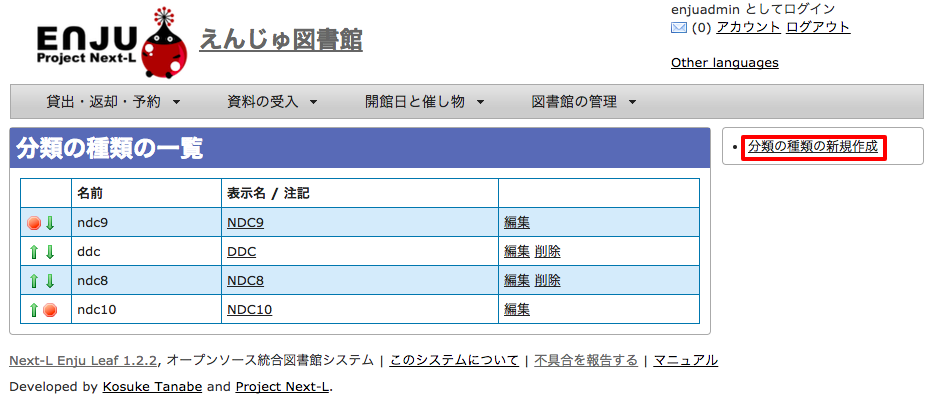 enjuadmin としてログイン
(0) アカウント ログアウト
Other languages
ENJU
Project Next-L
えんじゅ図書館
貸出・返却・予約 資料の受入 開館日と催し物 図書館の管理
分類の種類の一覧
• 分類の種類の新規作成
名前 表示名 / 注記
ndc9 NDC9 編集
ddc DDC 編集 削除
ndc8 NDC8 編集 削除
ndc10 NDC10 編集
Next-L Enju Leaf 1.2.2, オープンソース統合図書館システム | このシステムについて | 不具合を報告する | マニュアル
Developed by Kosuke Tanabe and Project Next-L.